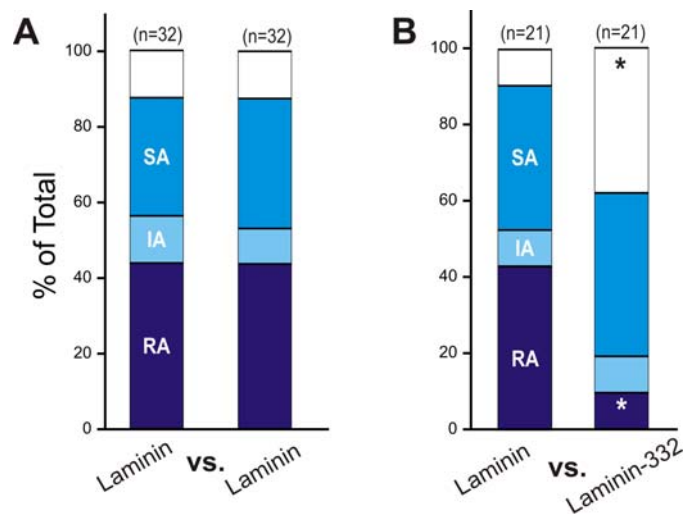 A
(n=32) (n=32)
% of Total
100
80
60
40
20
0
SA
IA
RA
Laminin vs. Laminin
B
(n=21) (n=21)
100
80
60
40
20
0
*
SA
IA
RA
*
Laminin vs. Laminin-332